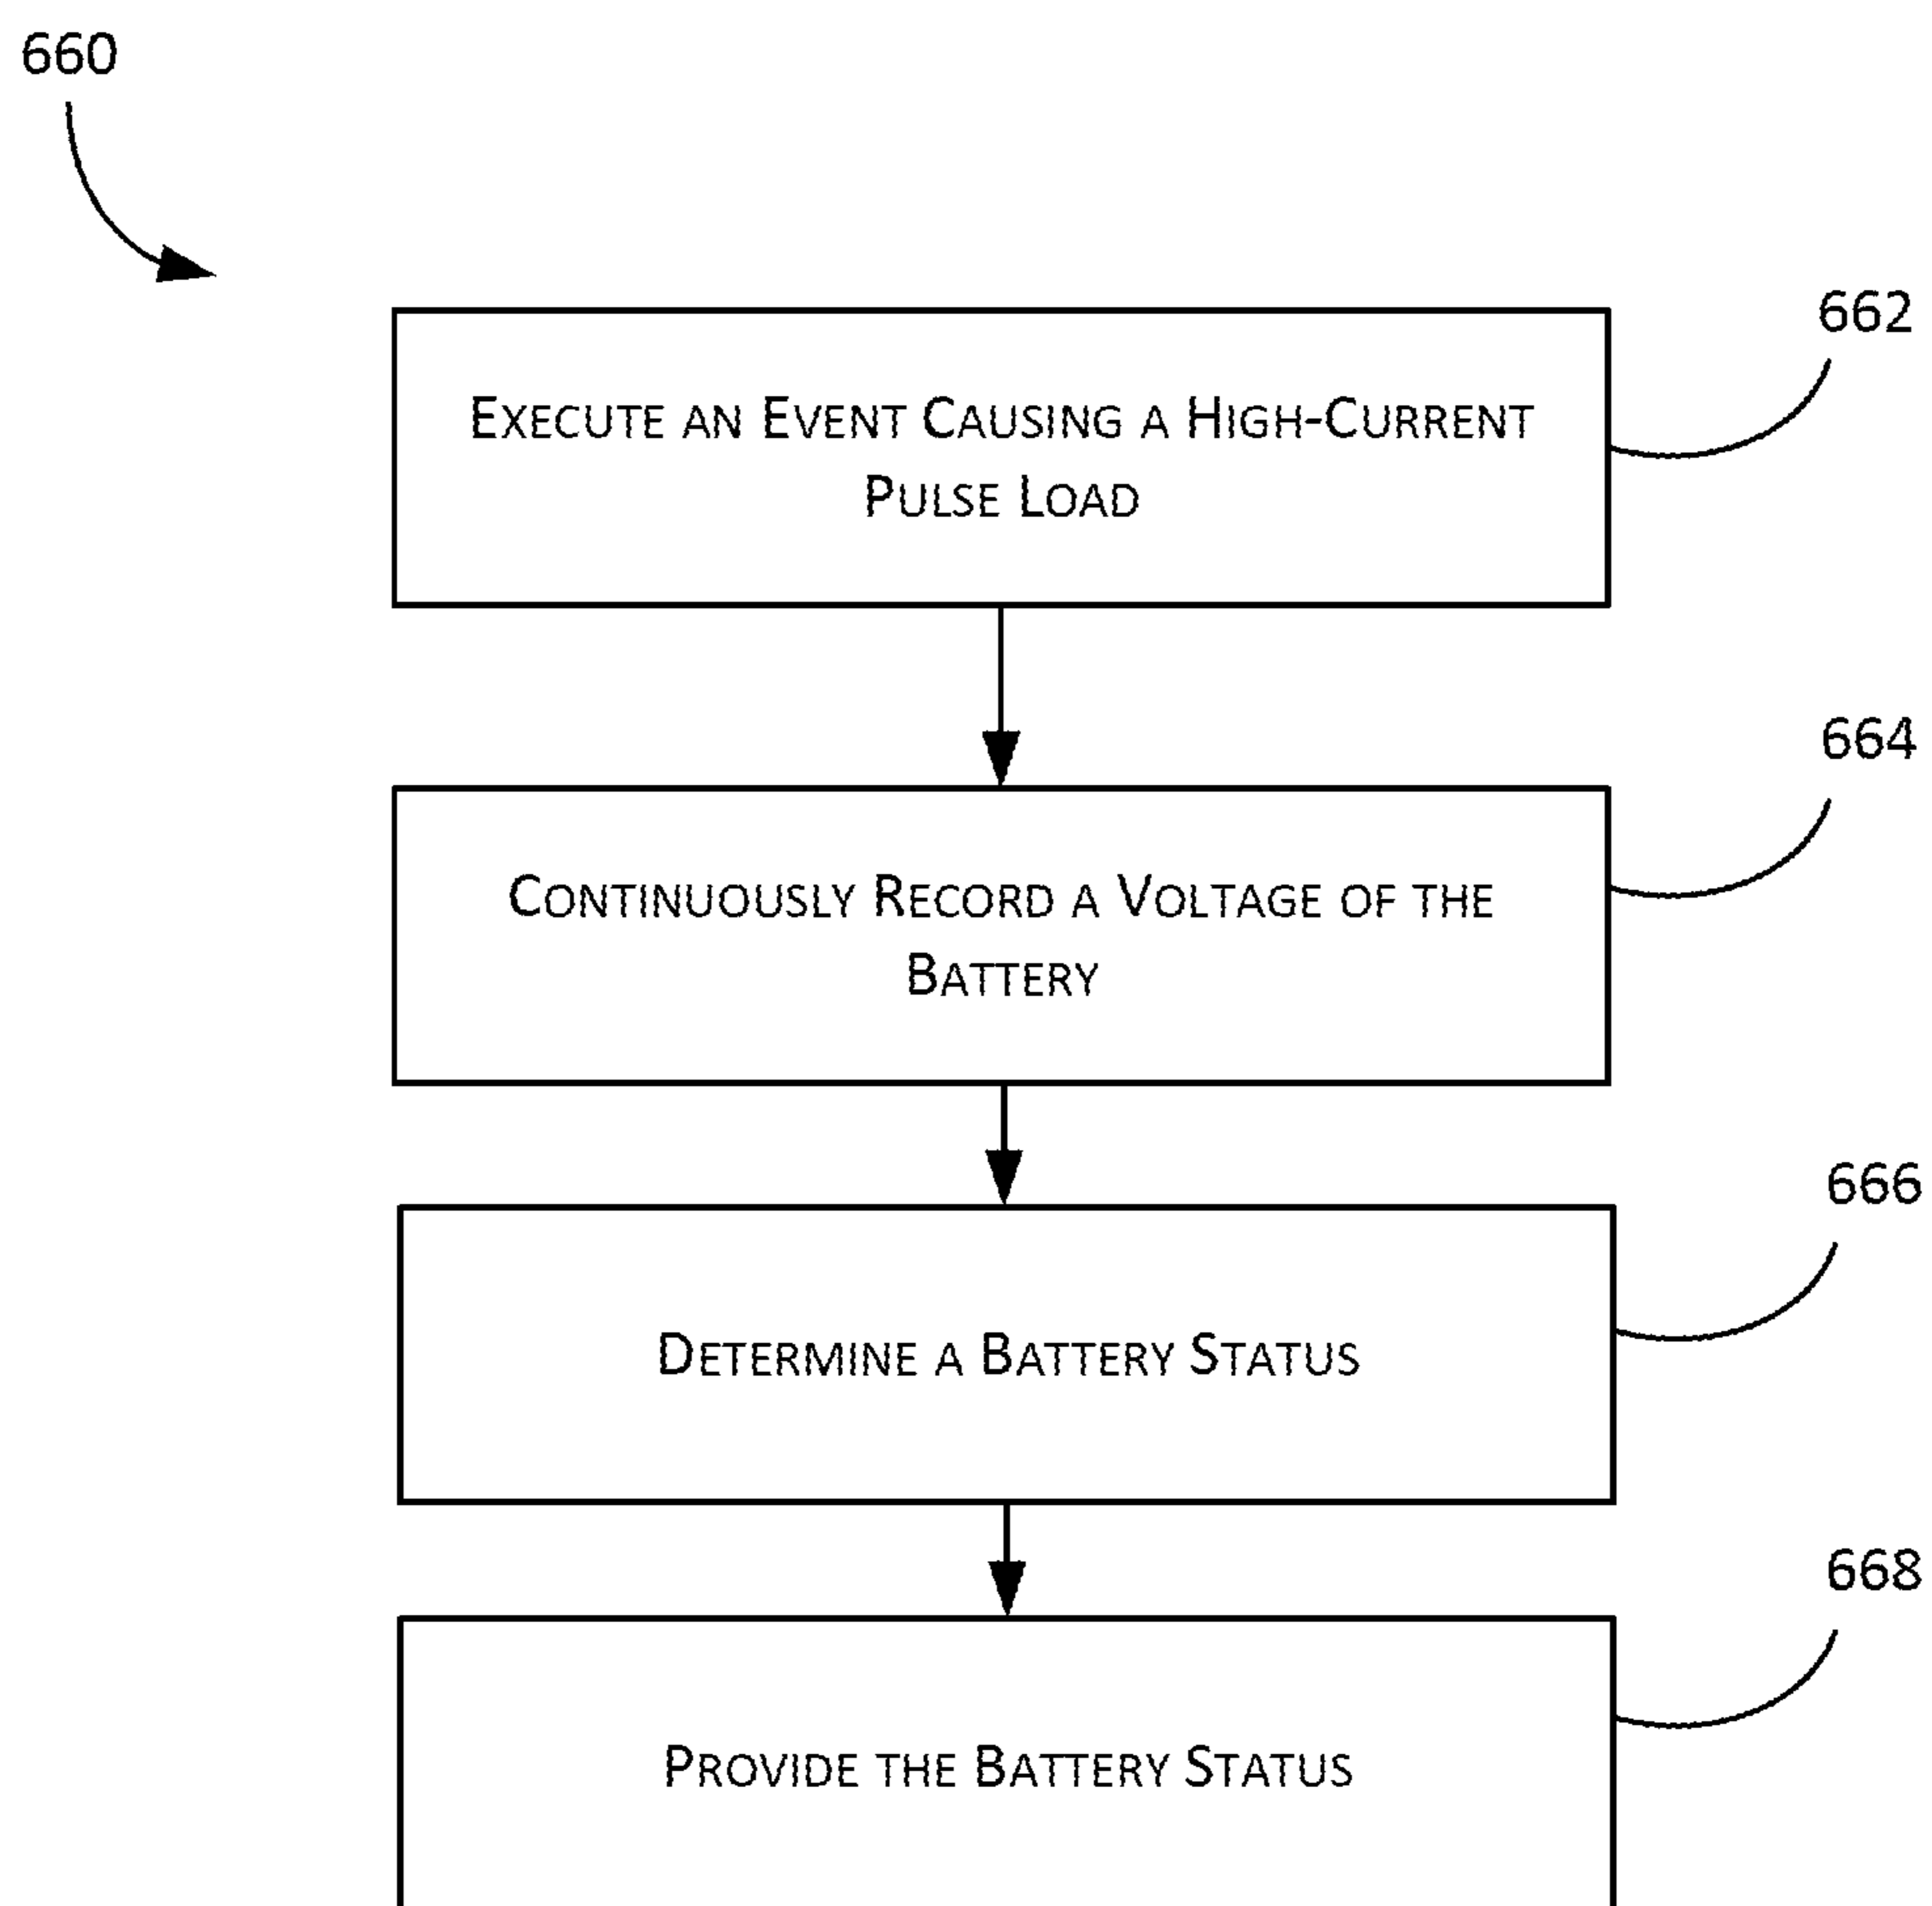 660
662
Execute an Event Causing a High-Current
Pulse Load
664
Continuously Record a Voltage of the
Battery
666
Determine a Battery Status
668
Provide the Battery Status